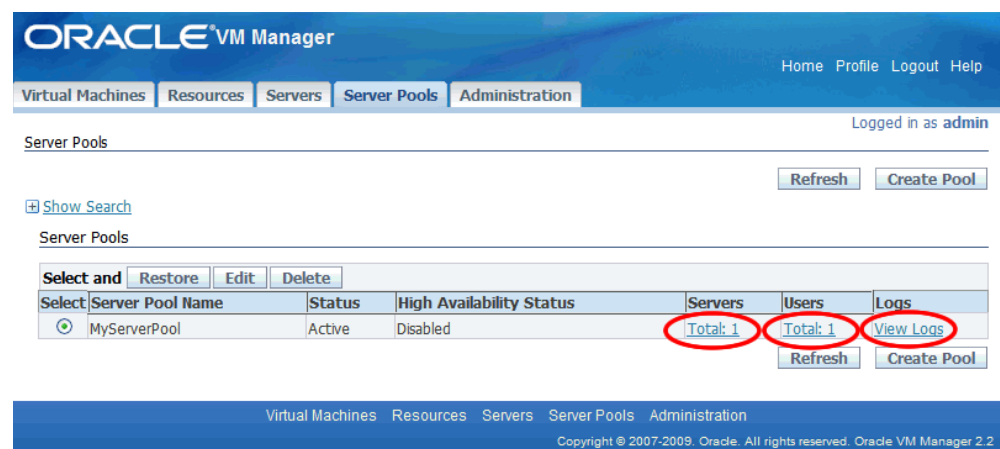 ORACLE VM Manager
Home Profile Logout Help
Virtual Machines Resources Servers Server Pools Administration
Logged in as admin
Server Pools
Refresh Create Pool
Show Search
Server Pools
Select and Restore Edit Delete
Select Server Pool Name Status High Availability Status Servers Users Logs
MyServerPool Active Disabled Total: 1 Total: 1 View Logs
Refresh Create Pool
Virtual Machines Resources Servers Server Pools Administration
Copyright © 2007-2009. Oracle. All rights reserved. Oracle VM Manager 2.2